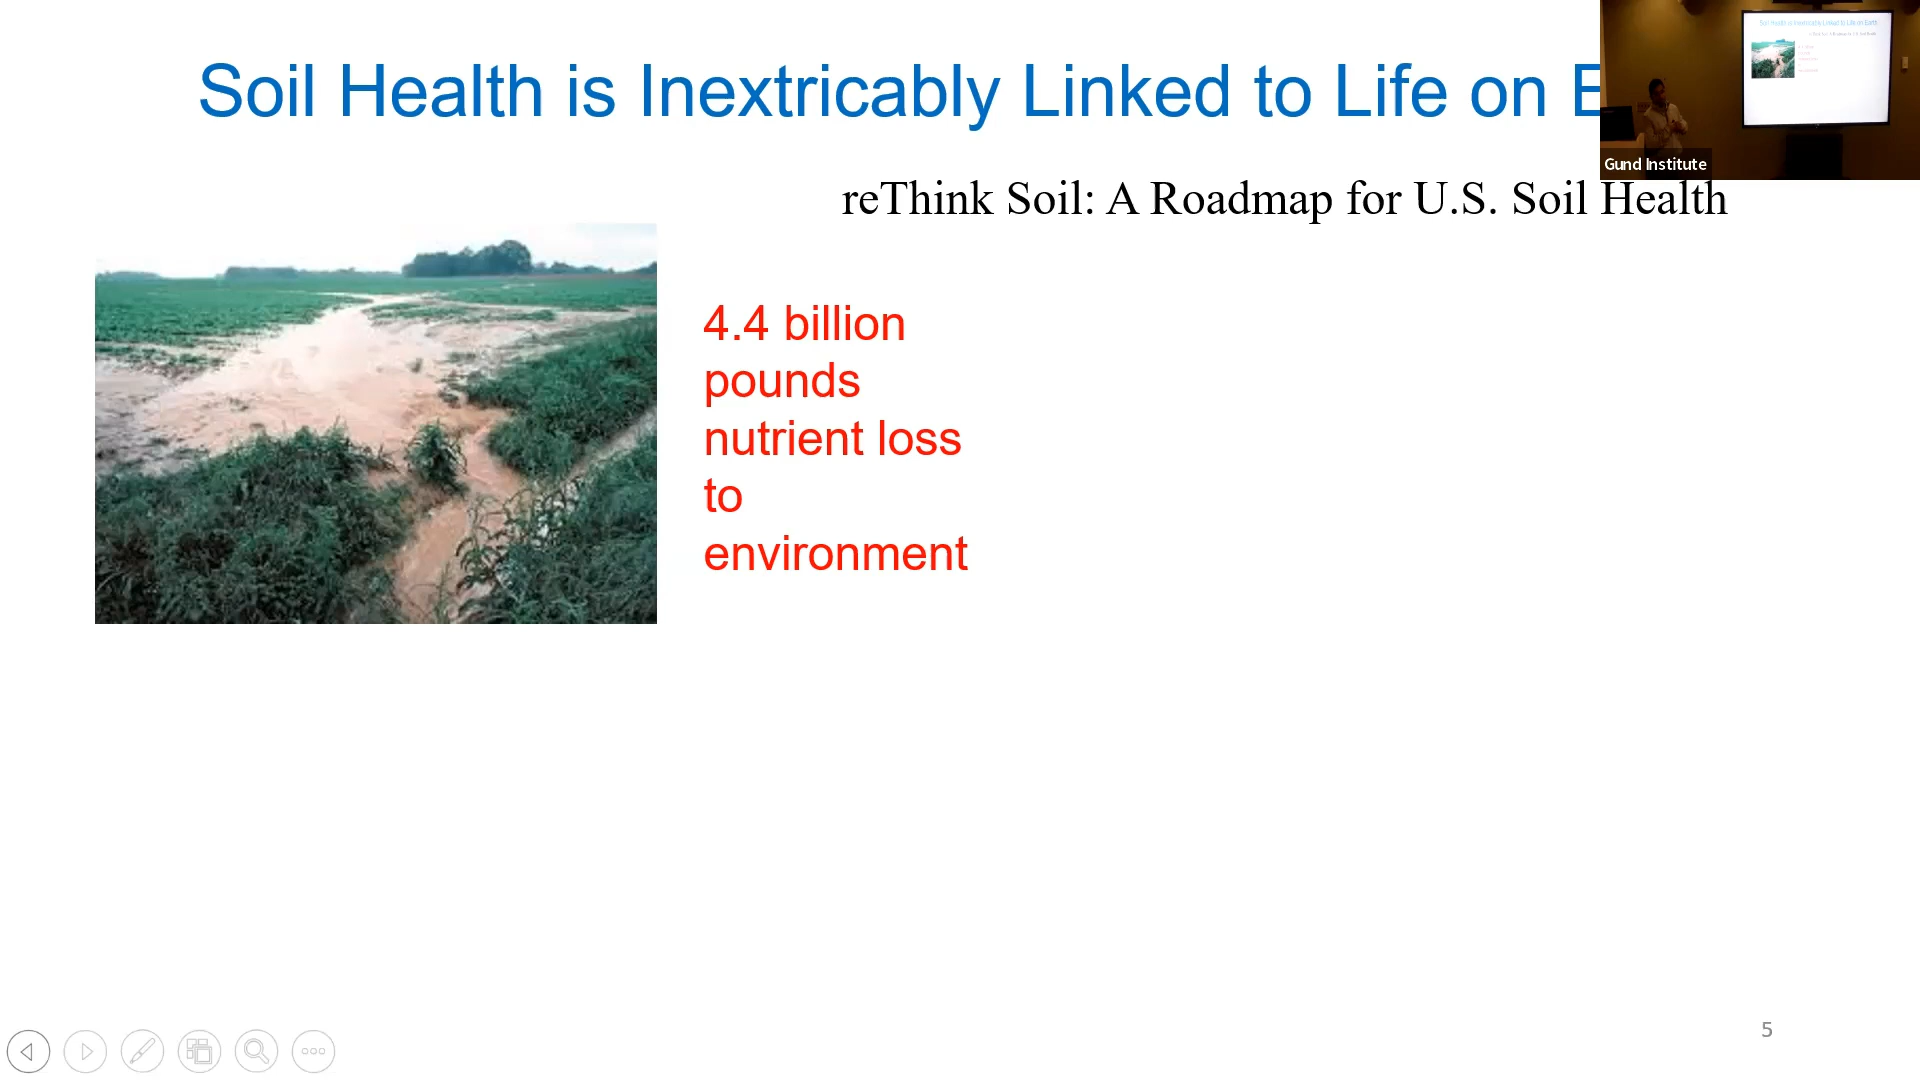 Soil Health is Inextricably Linked to Life on E
Gund Institute
reThink Soil: A Roadmap for U.S. Soil Health
4.4 billion
pounds
nutrient loss
to
environment
5